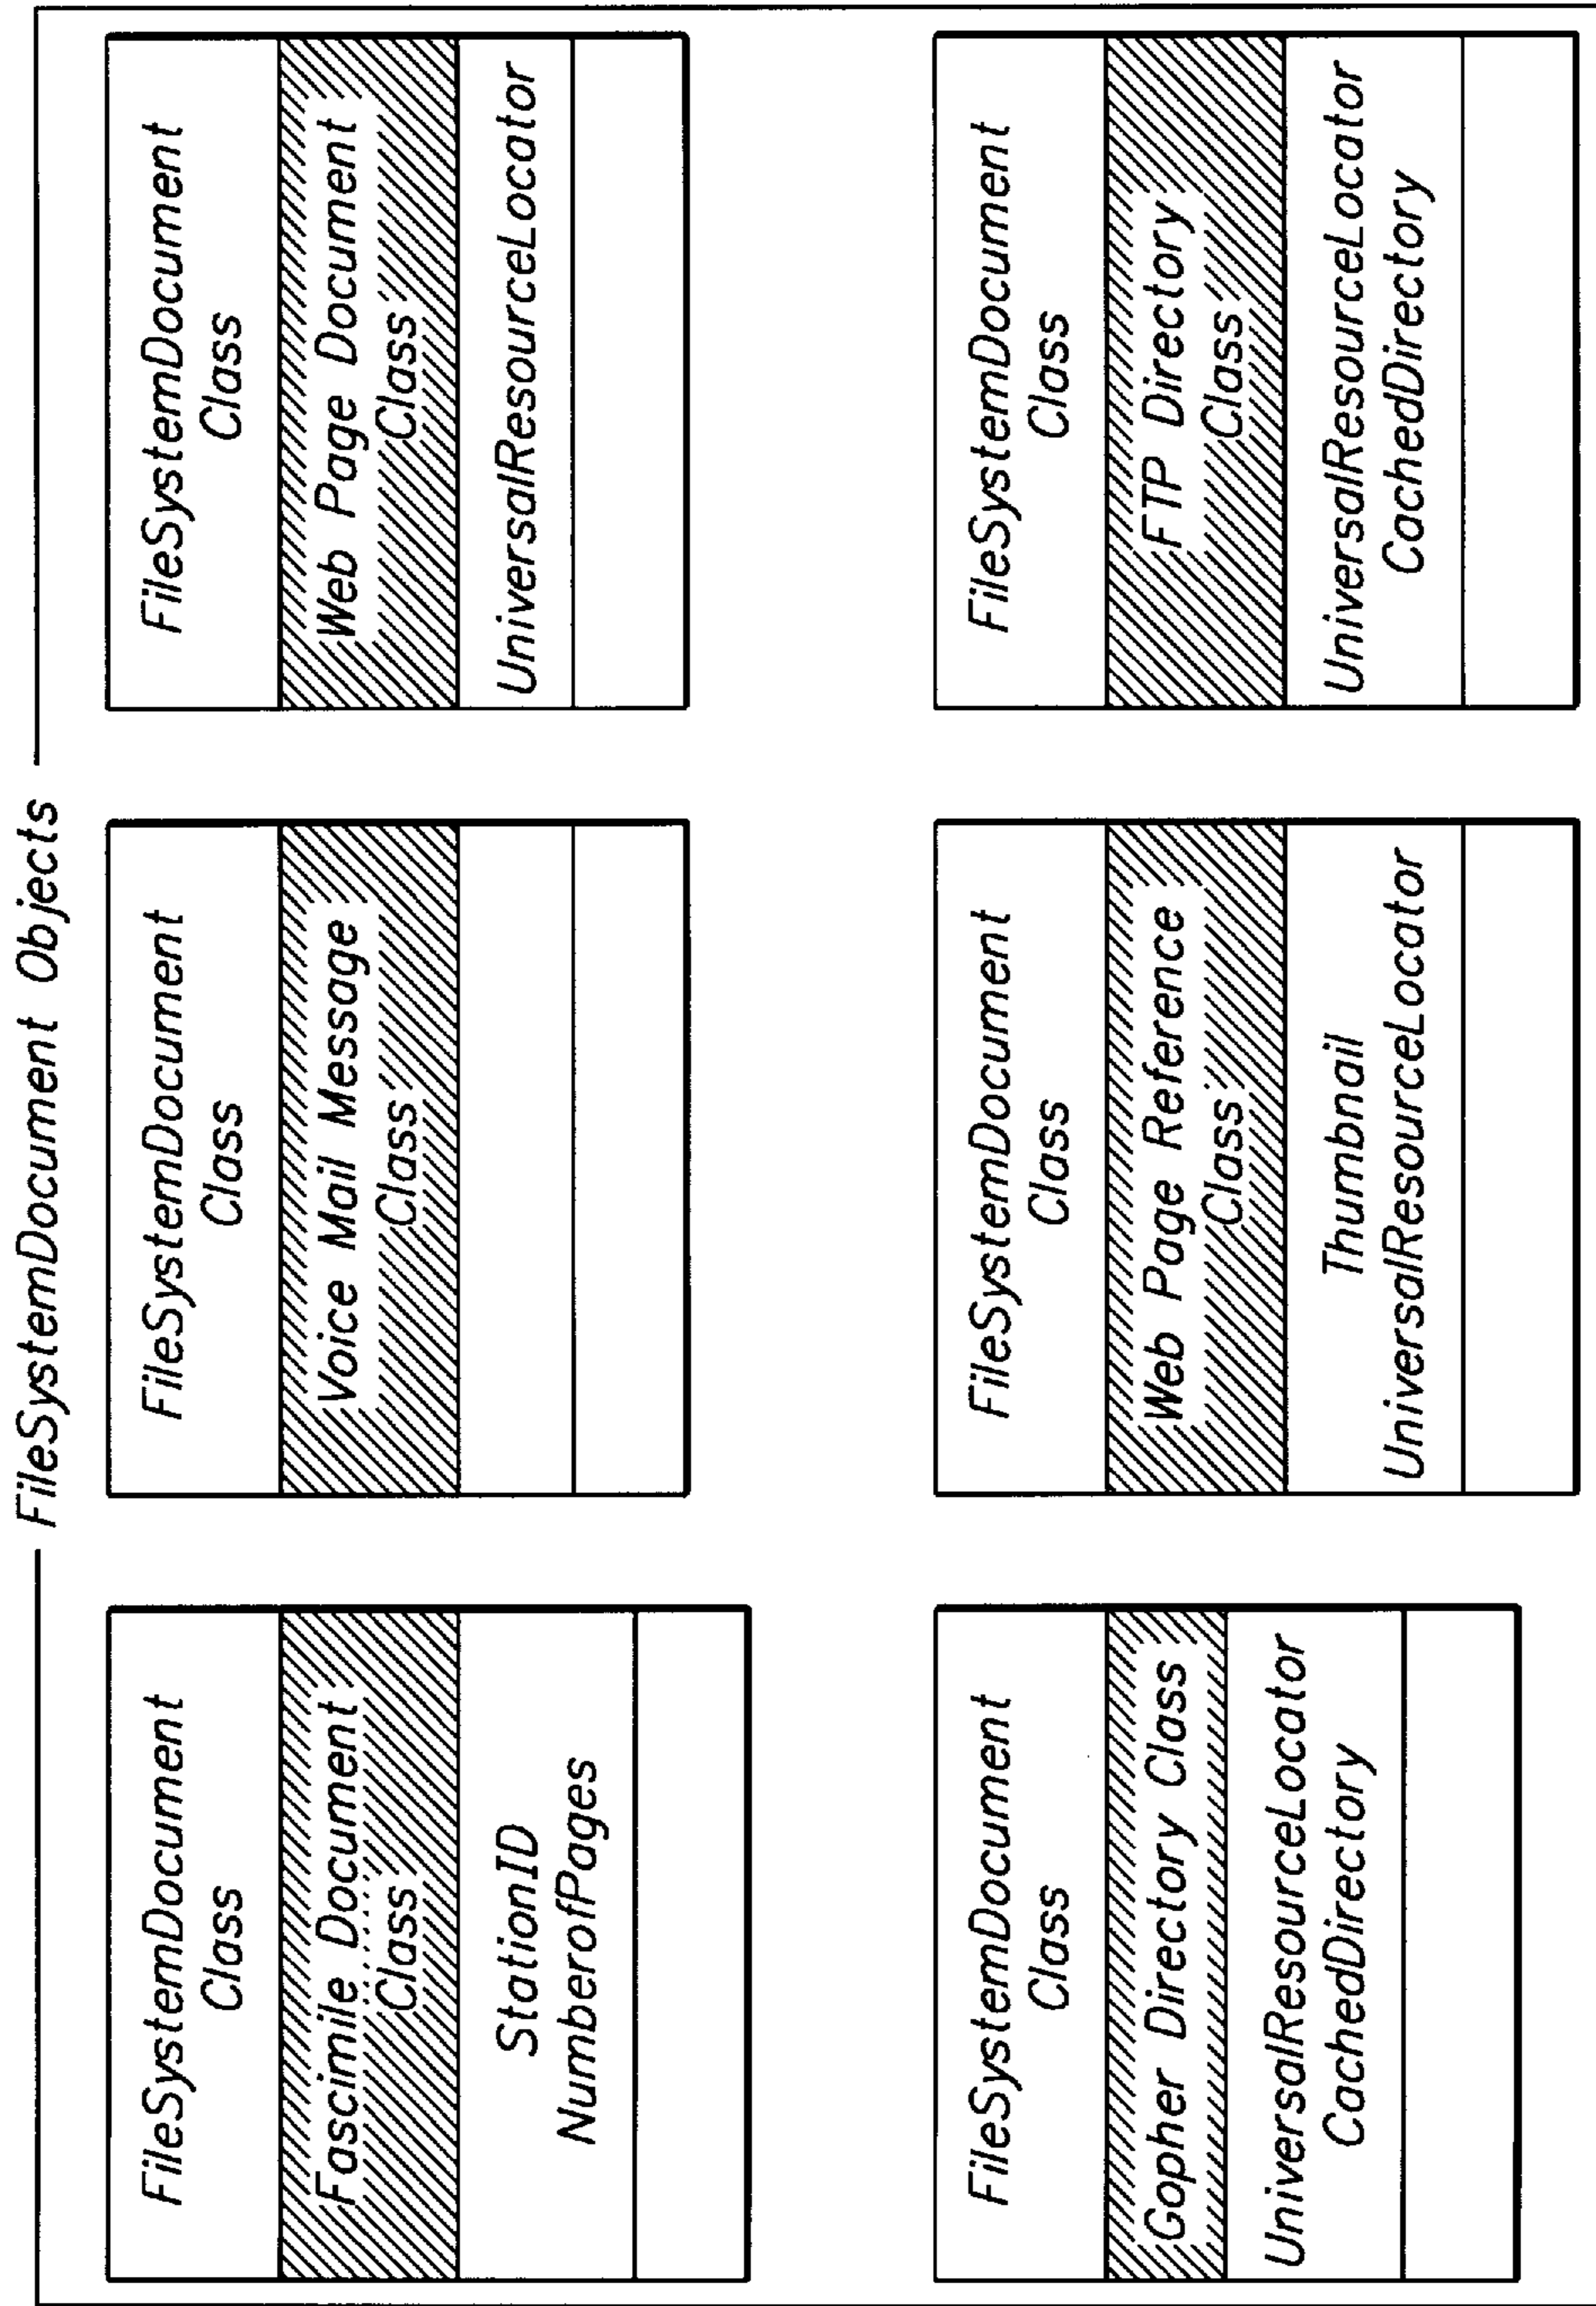 FileSystemDocument Objects
FileSystemDocument
Class
Fascimile Document
Class
StationID
NumberofPages
FileSystemDocument
Class
Voice Mail Message
Class
FileSystemDocument
Class
Web Page Document
Class
UniversalResourceLocator
FileSystemDocument
Class
Gopher Directory Class
UniversalResourceLocator
CachedDirectory
FileSystemDocument
Class
Web Page Reference
Class
Thumbnail
UniversalResourceLocator
FileSystemDocument
Class
FTP Directory
Class
UniversalResourceLocator
CachedDirectory